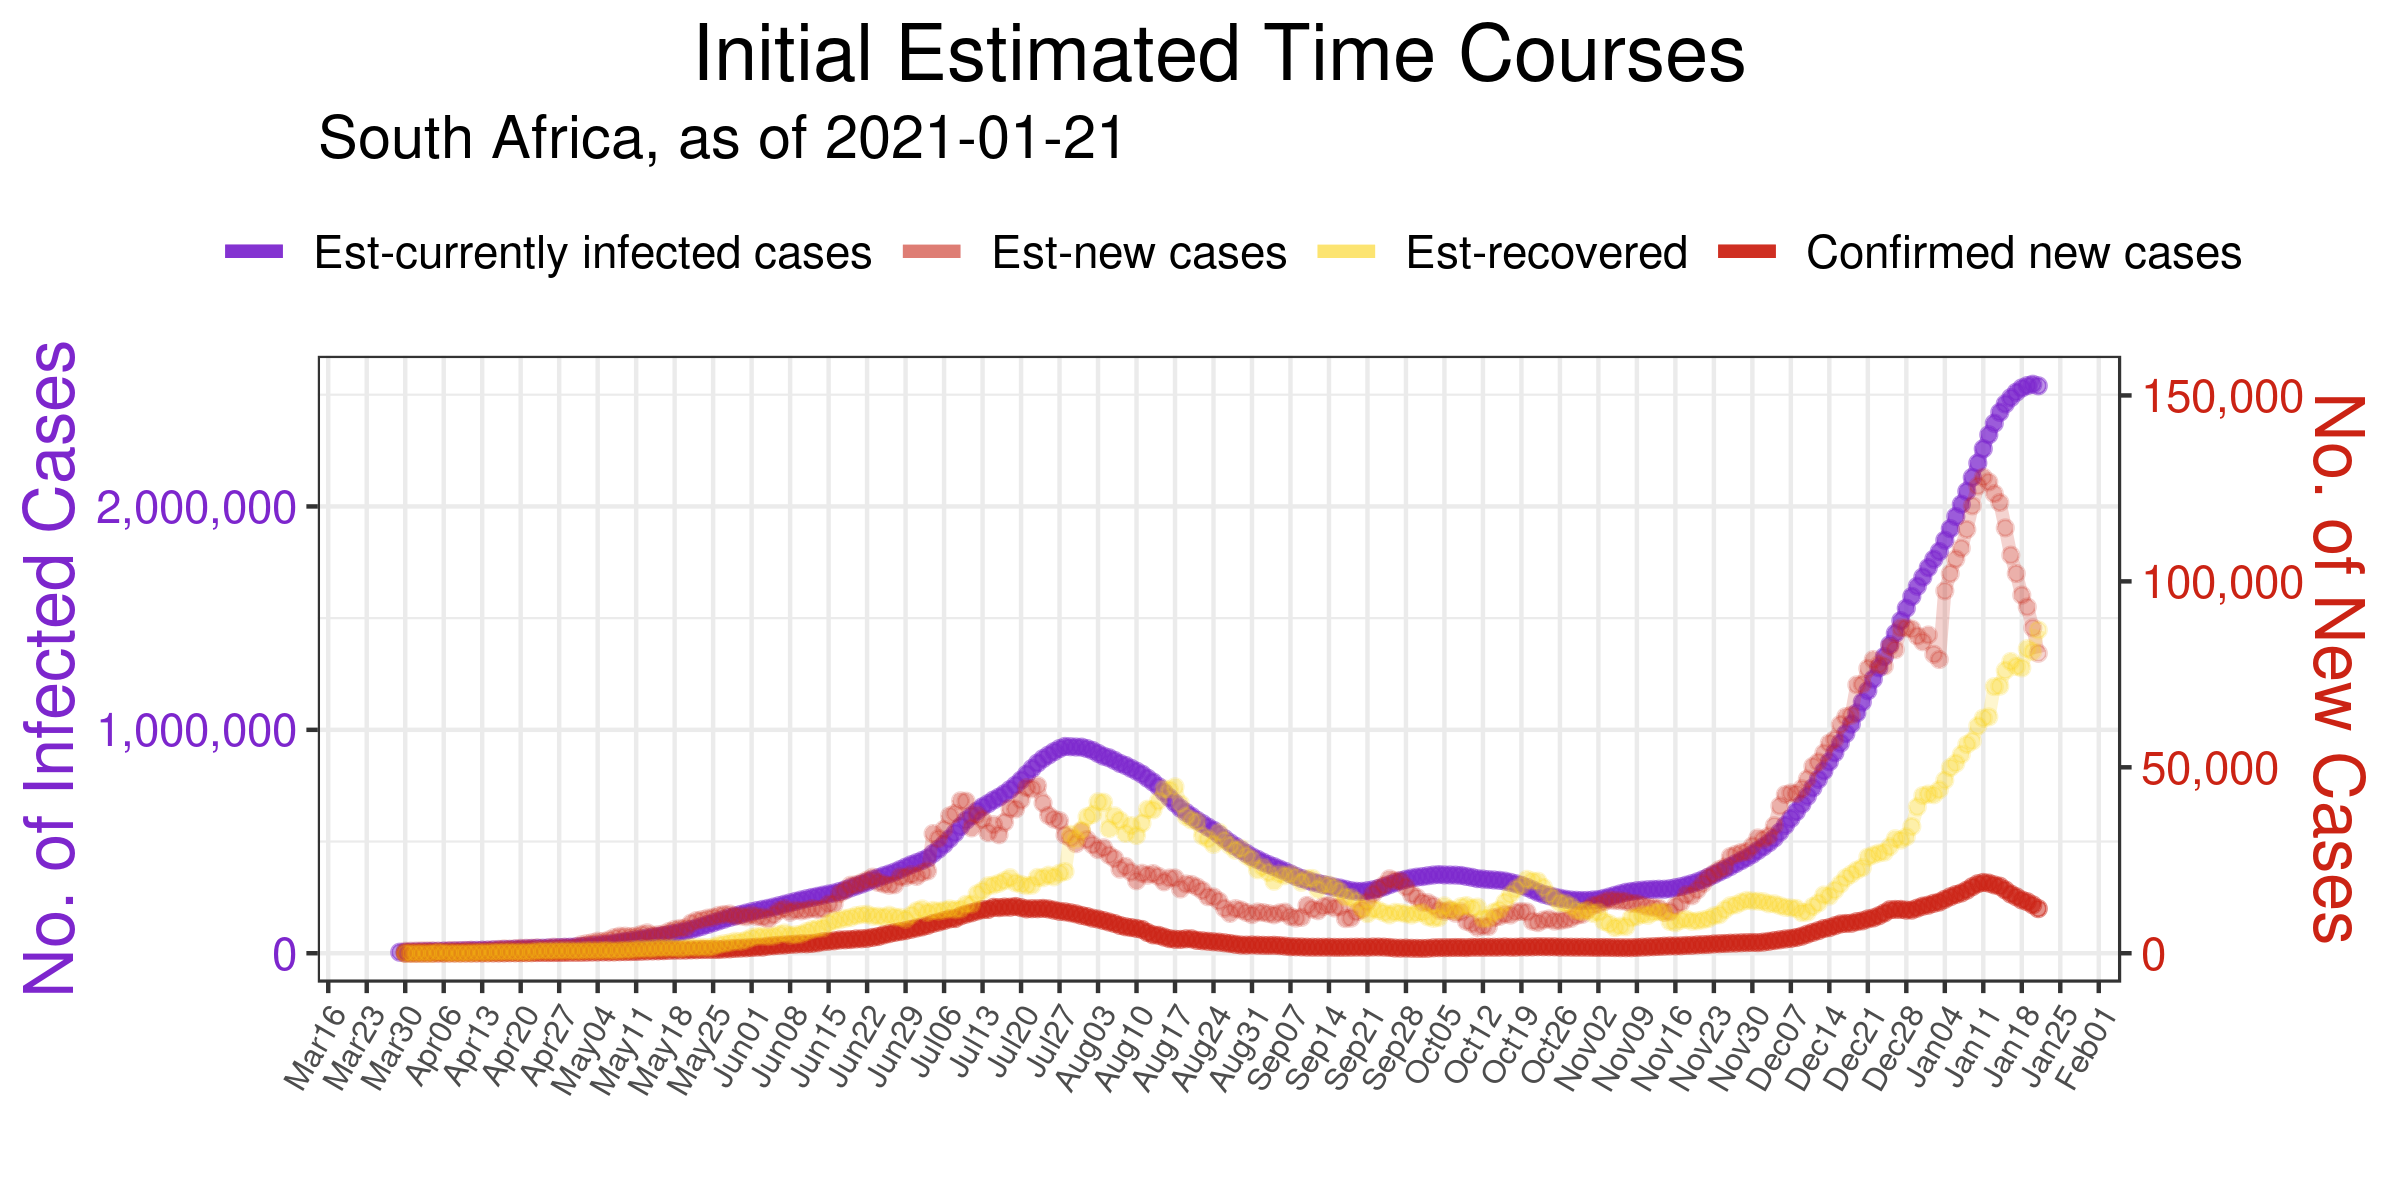 Initial Estimated Time Courses
South Africa, as of 2021-01-21
Est-currently infected cases Est-new cases Est-recovered Confirmed new cases
No. of Infected Cases
2,000,000
1,000,000
0
150,000
100,000
50,000
0
No. of New Cases
Mar16 Mar23 Mar30 Apr06 Apr13 Apr20 Apr27 May04 May11 May18 May25 Jun01 Jun08 Jun15 Jun22 Jun29 Jul06 Jul13 Jul20 Jul27 Aug03 Aug10 Aug17 Aug24 Aug31 Sep07 Sep14 Sep21 Sep28 Oct05 Oct12 Oct19 Oct26 Nov02 Nov09 Nov16 Nov23 Nov30 Dec07 Dec14 Dec21 Dec28 Jan04 Jan11 Jan18 Jan25 Feb01